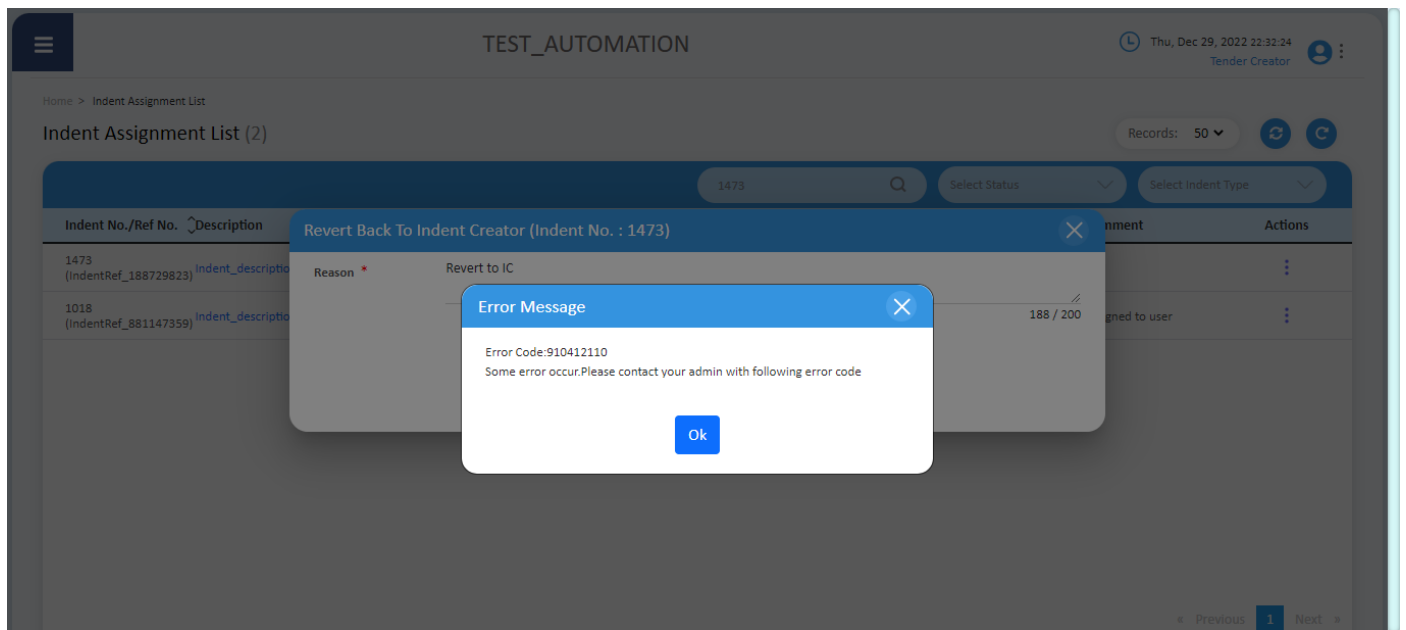 TEST_AUTOMATION
Thu, Dec 29, 2022 22:32:24
Tender Creator
Home > Indent Assignment List
Indent Assignment List (2)
Records: 50
1473
Select Status
Select Indent Type
Indent No./Ref No. Description
nment
Actions
Revert Back To Indent Creator (Indent No. : 1473)
1473
(IndentRef_188729823)
Indent_descriptio
Reason *
Revert to IC
188 / 200
1018
(IndentRef_881147359)
Indent_descriptio
gned to user
Error Message
Error Code:910412110
Some error occur.Please contact your admin with following error code
Ok
« Previous 1 Next »